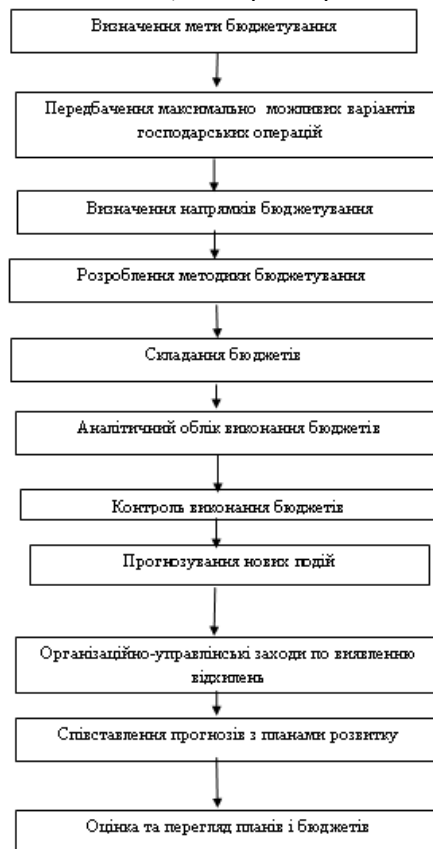 Визначення мети бюджетування
Передбачення максимально можливих варіантів
господарських операцій
Визначення напрямків бюджетування
Розроблення методики бюджетування
Складання бюджетів
Аналітичний облік виконання бюджетів
Контроль виконання бюджетів
Прогнозування нових подій
Організаційно-управлінські заходи по виявленню
відхилень
Співставлення прогнозів з планами розвитку
Оцінка та перегляд планів і бюджетів